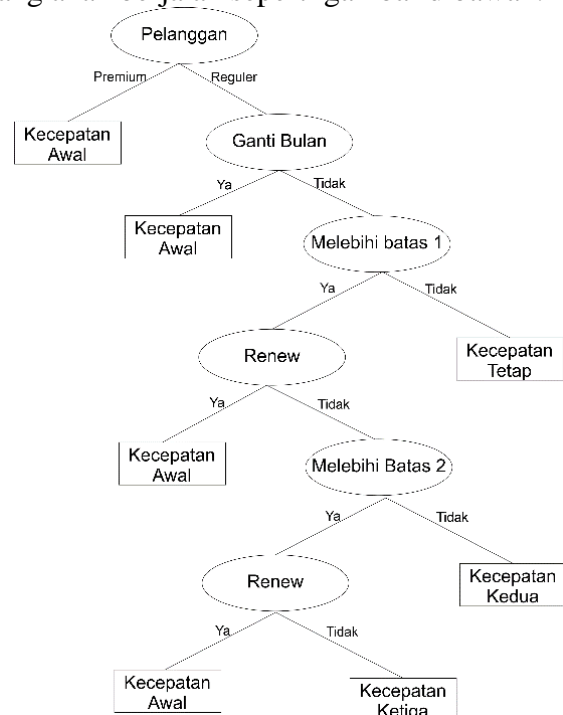 Pelanggan
Premium
Reguler
Kecepatan
Awal
Ganti Bulan
Ya
Tidak
Kecepatan
Awal
Melebihi batas 1
Ya
Tidak
Renew
Kecepatan
Tetap
Ya
Tidak
Kecepatan
Awal
Melebihi Batas 2
Ya
Tidak
Renew
Kecepatan
Kedua
Ya
Tidak
Kecepatan
Awal
Kecepatan
Ketiga